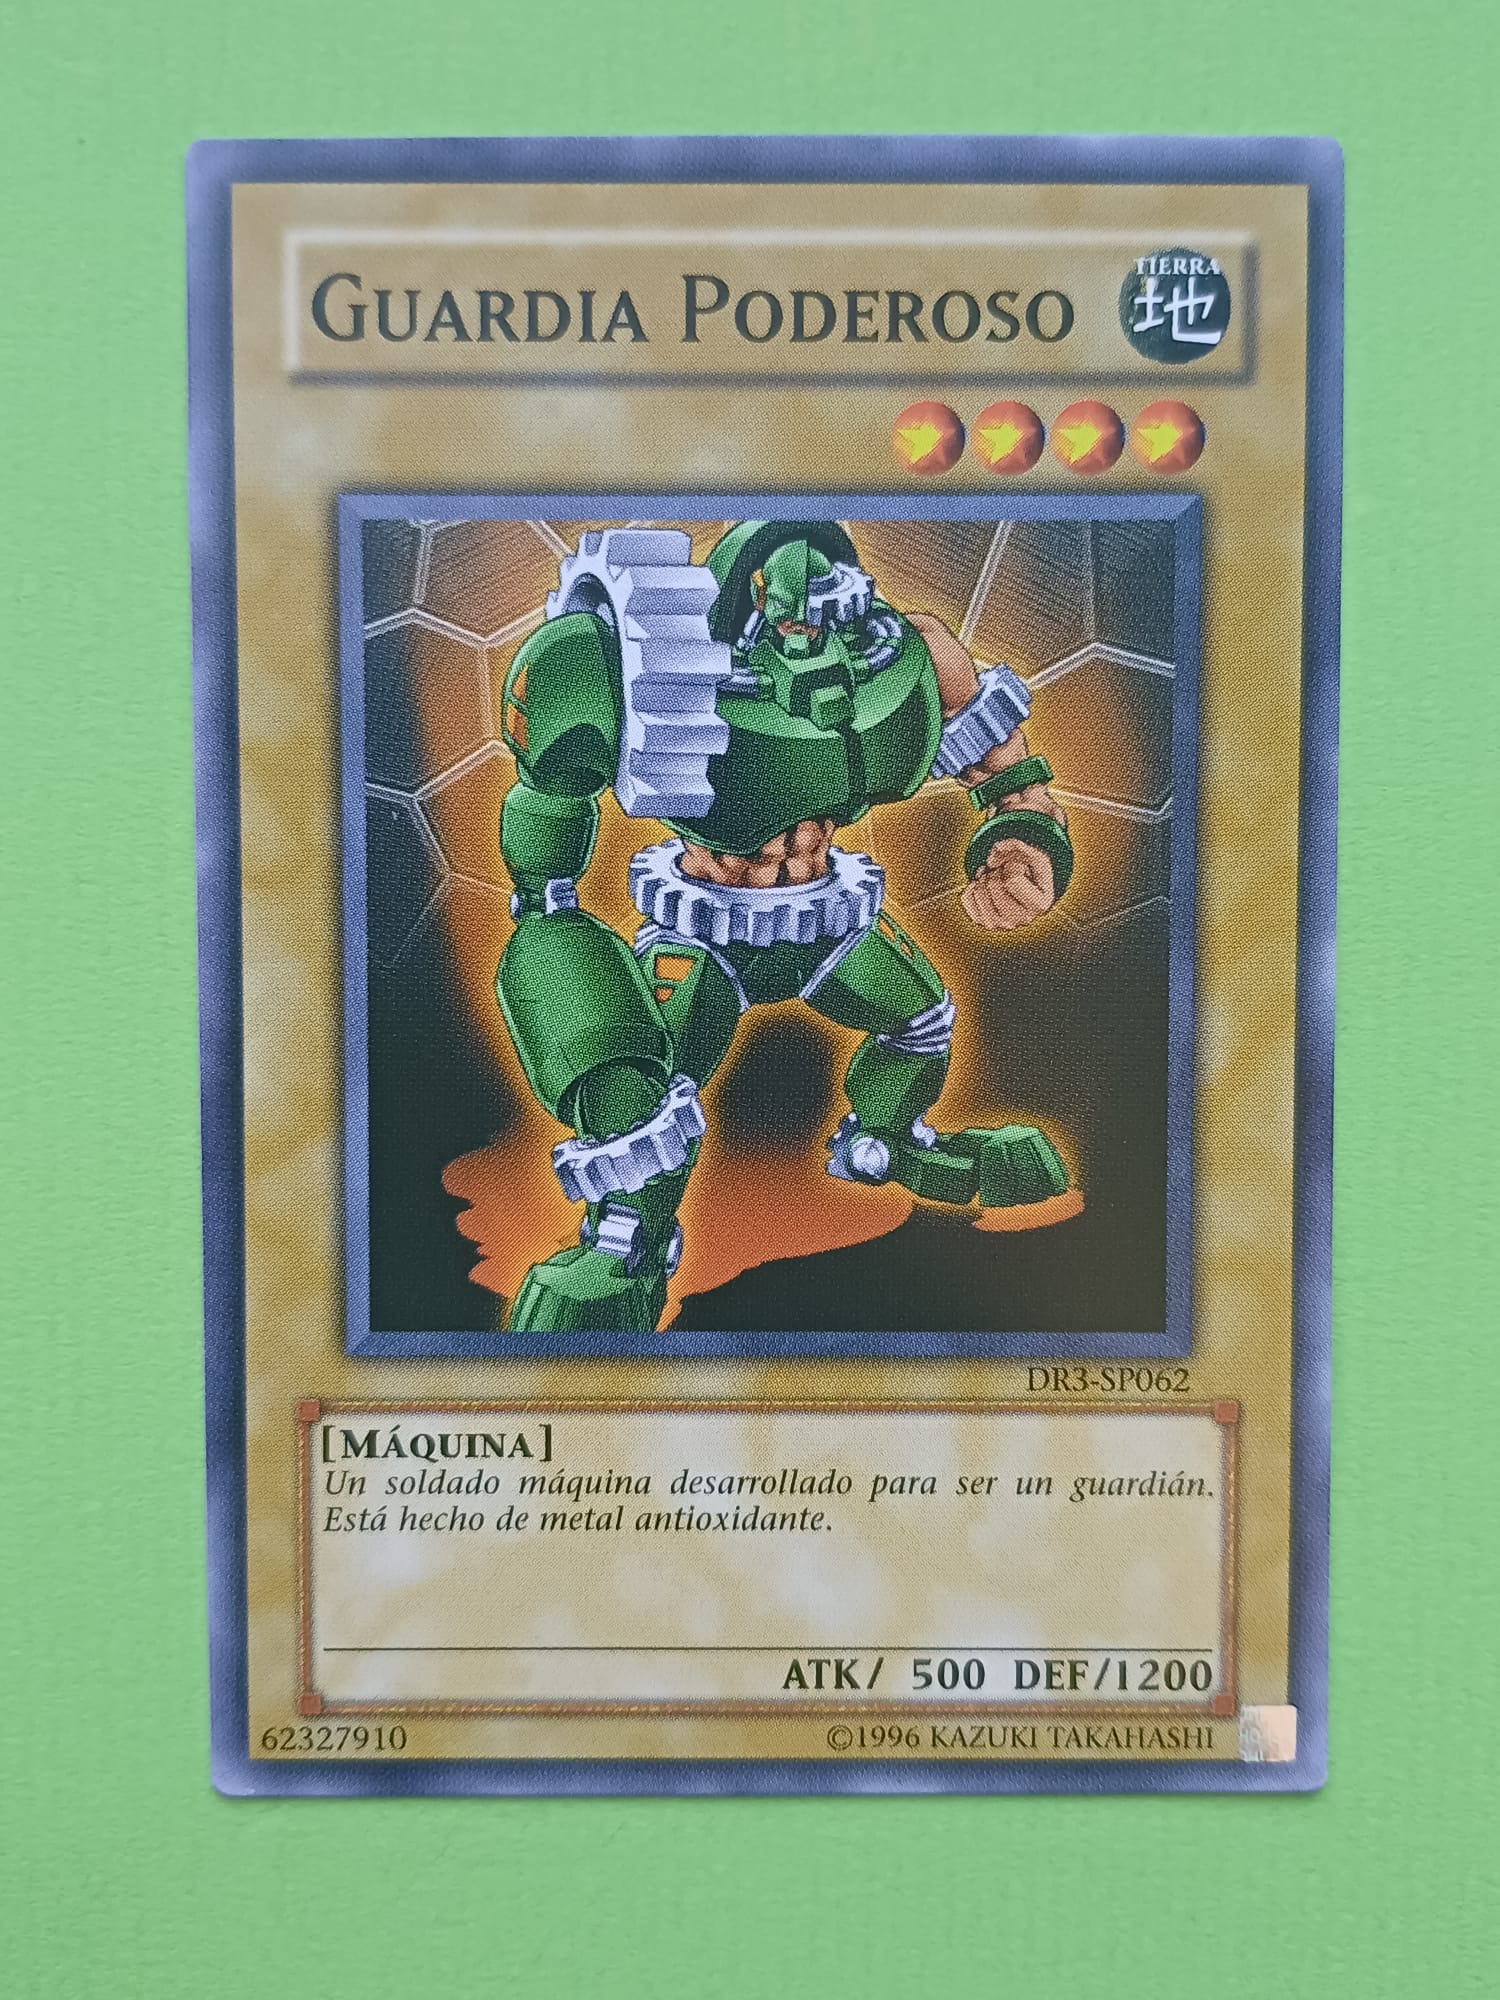 GUARDIA PODEROSO
TIERRA
地
DR3-SP062
[MÁQUINA]
Un soldado máquina desarrollado para ser un guardián.
Está hecho de metal antioxidante.
ATK/ 500 DEF/1200
62327910
©1996 KAZUKI TAKAHASHI